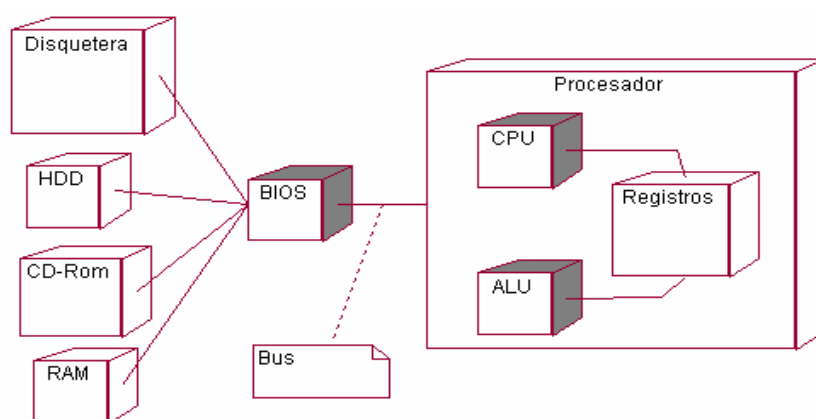 Disquetera
HDD
CD-Rom
RAM
BIOS
Bus
Procesador
CPU
ALU
Registros